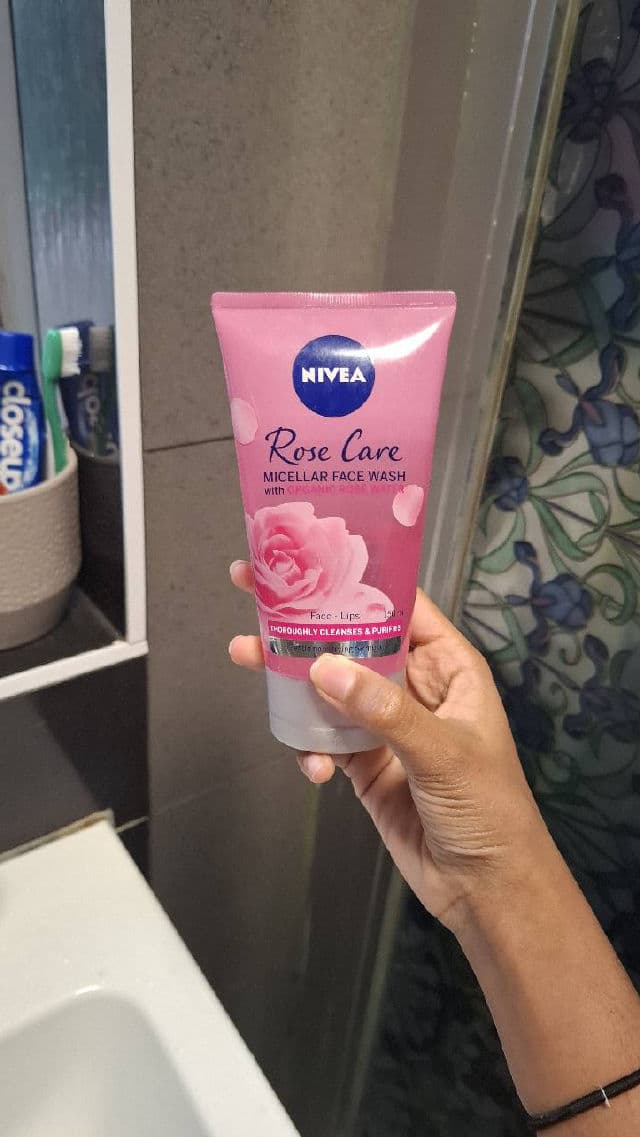 NIVEA
Rose Care
MICELLAR FACE WASH
with ORGANIC ROSE WATER
Face - Lips
THOROUGHLY CLEANSES & PURIFIES
closeup